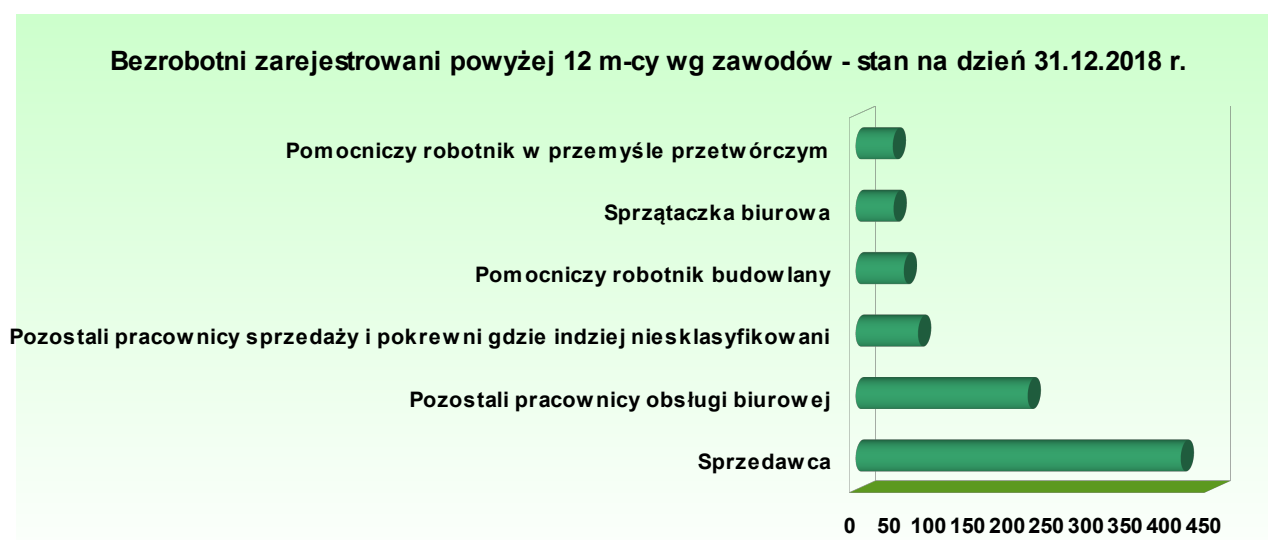 Bezrobotni zarejestrowani powyżej 12 m-cy wg zawodów - stan na dzień 31.12.2018 r.
Pomocniczy robotnik w przemyśle przetwórczym
Sprzątaczka biurowa
Pomocniczy robotnik budowlany
Pozostali pracownicy sprzedaży i pokrewni gdzie indziej niesklasyfikowani
Pozostali pracownicy obsługi biurowej
Sprzedawca
0 50 100 150 200 250 300 350 400 450